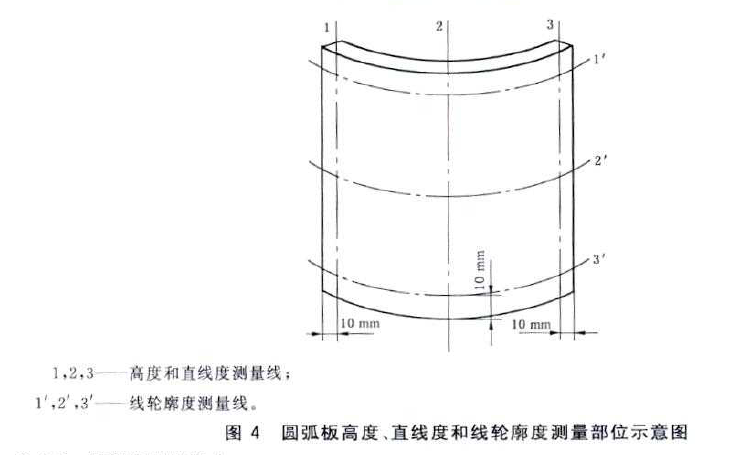 1 2 3
1′
2′
3′
10 mm
10 mm 10 mm
1,2,3——高度和直线度测量线；
1′,2′,3′——线轮廓度测量线。
图 4 圆弧板高度、直线度和线轮廓度测量部位示意图